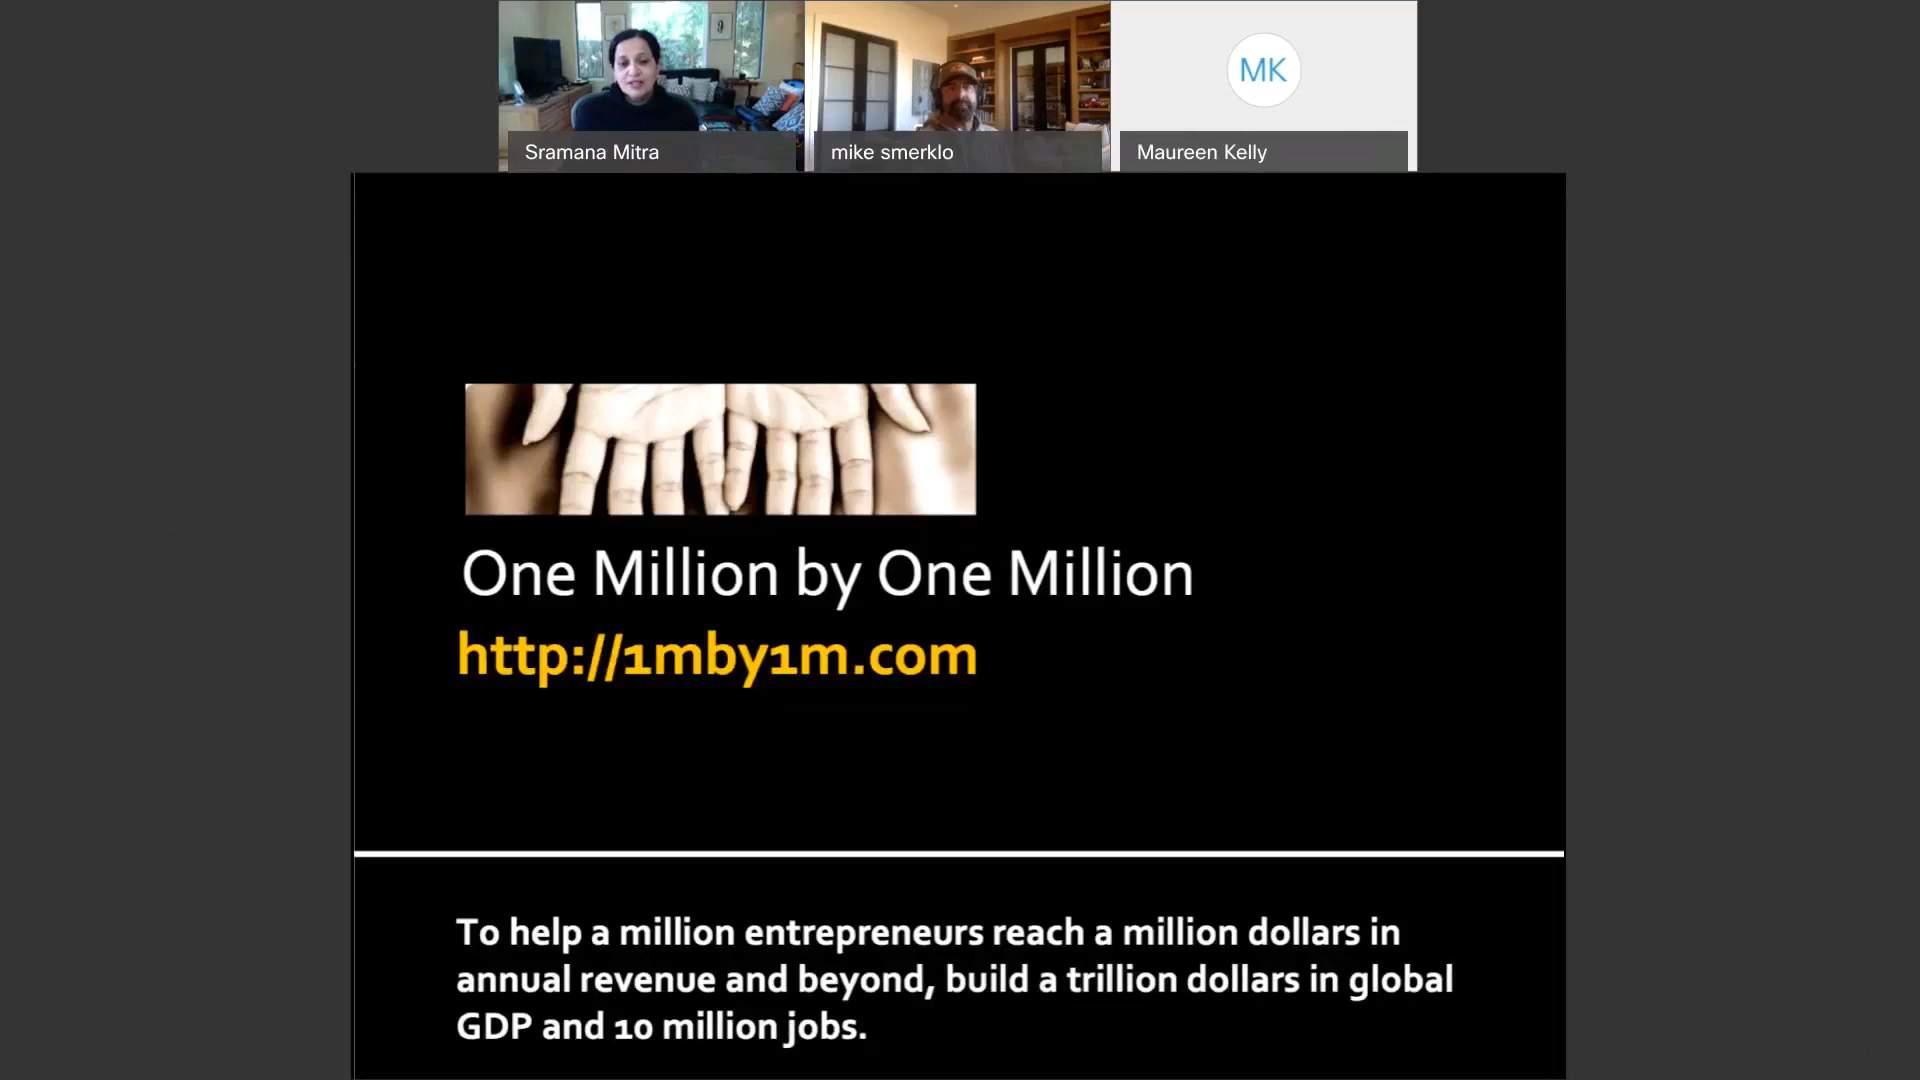 Sramana Mitra
mike smerklo
MK
Maureen Kelly
One Million by One Million
http://1mby1m.com
To help a million entrepreneurs reach a million dollars in
annual revenue and beyond, build a trillion dollars in global
GDP and 10 million jobs.